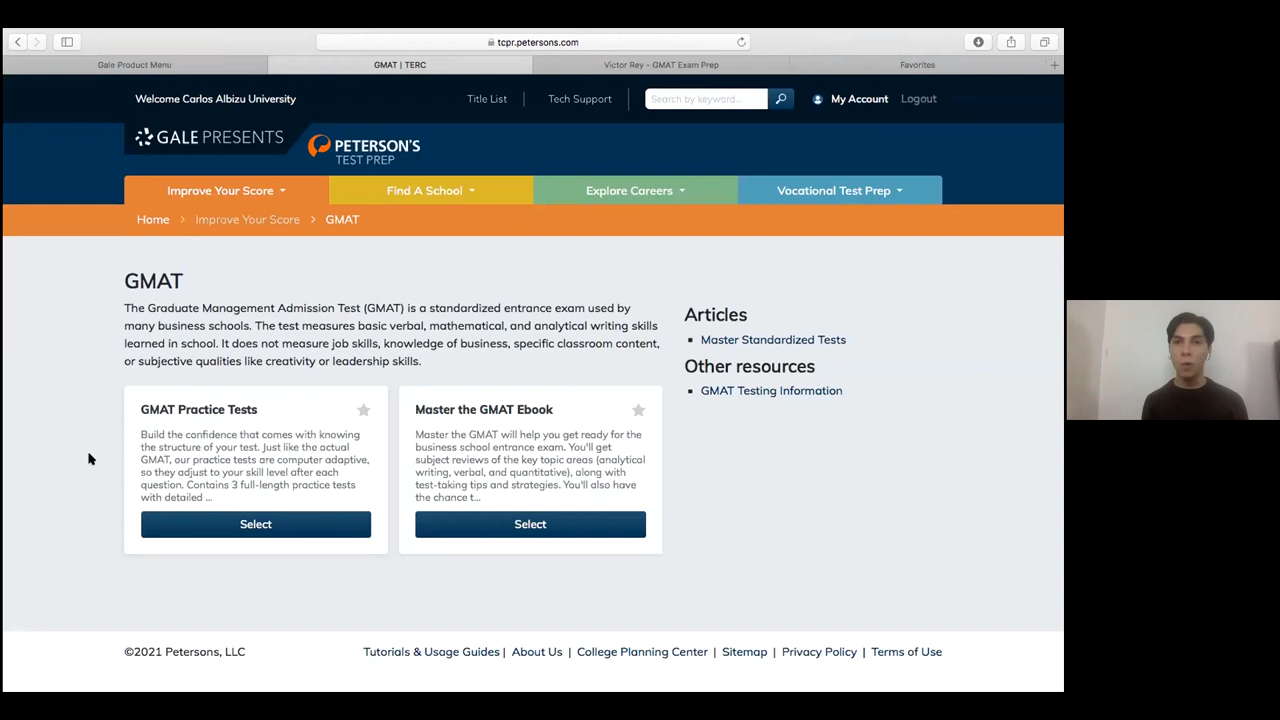 tcpr.petersons.com
Gale Product Menu
GMAT | TERC
Victor Rey - GMAT Exam Prep
Favorites
Welcome Carlos Albizu University
Title List
Tech Support
Search by keyword...
My Account
Logout
GALE PRESENTS
PETERSON'S
TEST PREP
Improve Your Score
Find A School
Explore Careers
Vocational Test Prep
Home > Improve Your Score > GMAT
GMAT
The Graduate Management Admission Test (GMAT) is a standardized entrance exam used by
many business schools. The test measures basic verbal, mathematical, and analytical writing skills
learned in school. It does not measure job skills, knowledge of business, specific classroom content,
or subjective qualities like creativity or leadership skills.
GMAT Practice Tests
Build the confidence that comes with knowing
the structure of your test. Just like the actual
GMAT, our practice tests are computer adaptive,
so they adjust to your skill level after each
question. Contains 3 full-length practice tests
with detailed ...
Select
Master the GMAT Ebook
Master the GMAT will help you get ready for the
business school entrance exam. You'll get
subject reviews of the key topic areas (analytical
writing, verbal, and quantitative), along with
test-taking tips and strategies. You'll also have
the chance t...
Select
Articles
Master Standardized Tests
Other resources
GMAT Testing Information
©2021 Petersons, LLC
Tutorials & Usage Guides | About Us | College Planning Center | Sitemap | Privacy Policy | Terms of Use